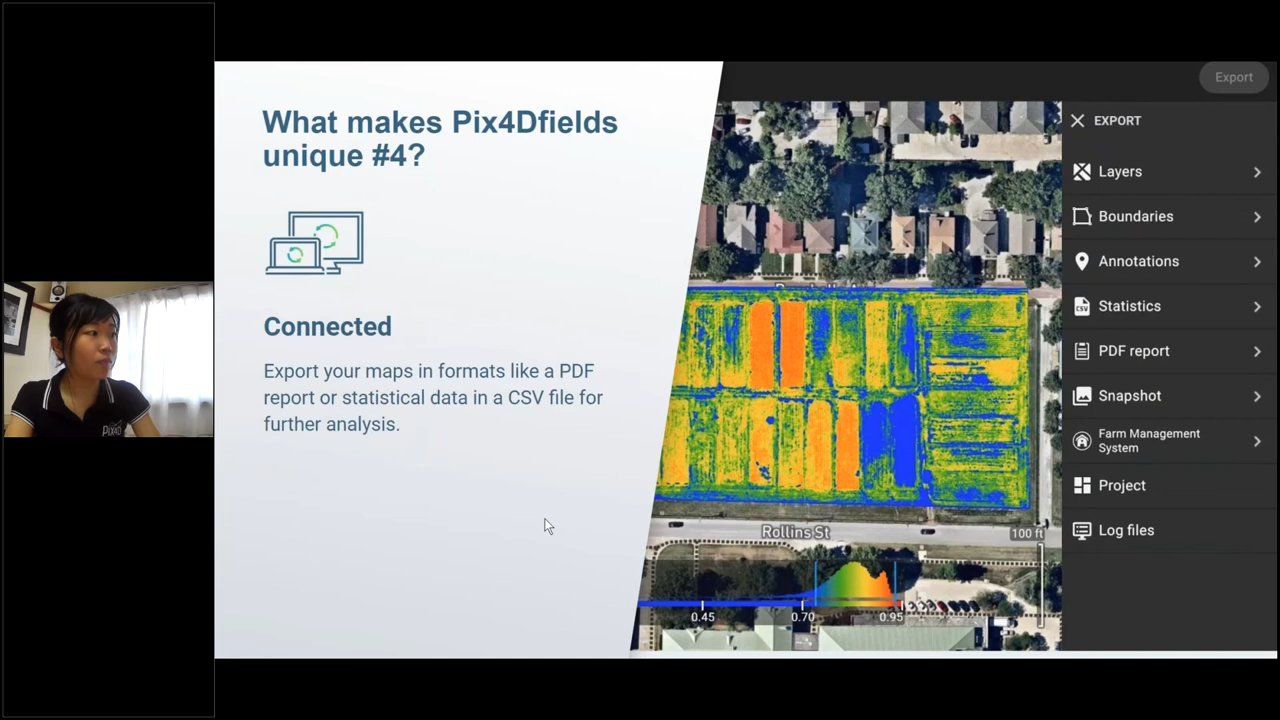 What makes Pix4Dfields
unique #4?
Connected
Export your maps in formats like a PDF
report or statistical data in a CSV file for
further analysis.
Export
EXPORT
Layers
Boundaries
Annotations
CSV
Statistics
PDF report
Snapshot
Farm Management
System
Project
Log files
Rollins St
100 ft
0.45 0.70 0.95
PIX4D